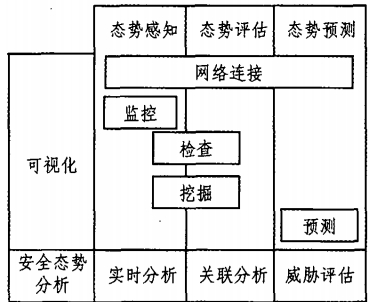 态势感知 态势评估 态势预测
网络连接
监控
检查
可视化
挖掘
预测
安全态势
分析
实时分析 关联分析 威胁评估